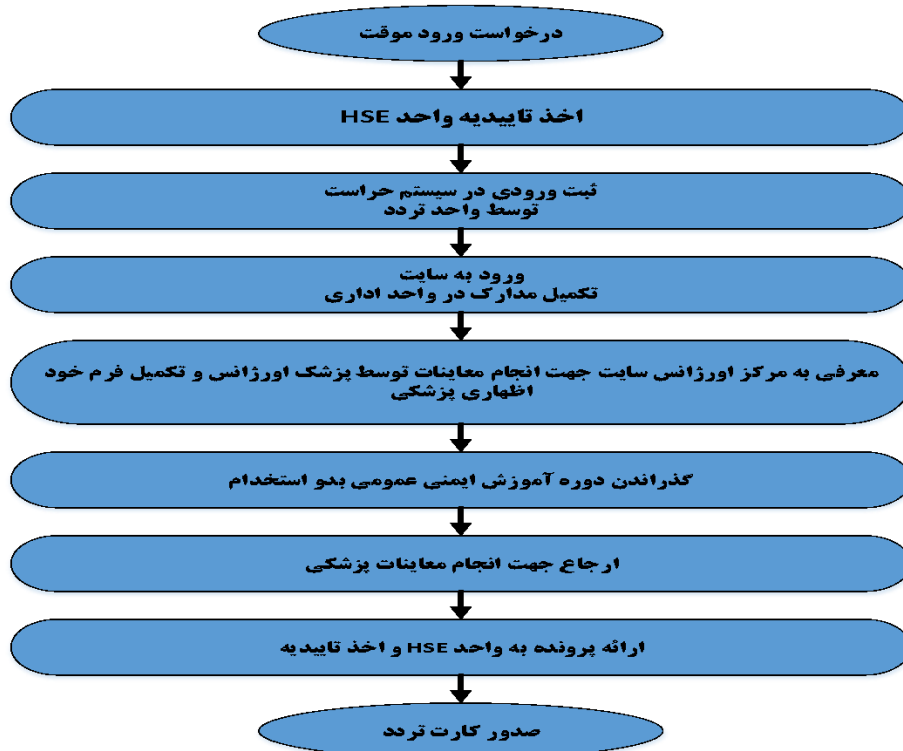 درخواست ورود موقت
اخذ تاییدیه واحد HSE
ثبت ورودی در سیستم حراست
توسط واحد تردد
ورود به سایت
تکمیل مدارک در واحد اداری
معرفی به مرکز اورژانس سایت جهت انجام معاینات توسط پزشک اورژانس و تکمیل فرم خود
اظهاری پزشکی
گذراندن دوره آموزش ایمنی عمومی بدو استخدام
ارجاع جهت انجام معاینات پزشکی
ارائه پرونده به واحد HSE و اخذ تاییدیه
صدور کارت تردد